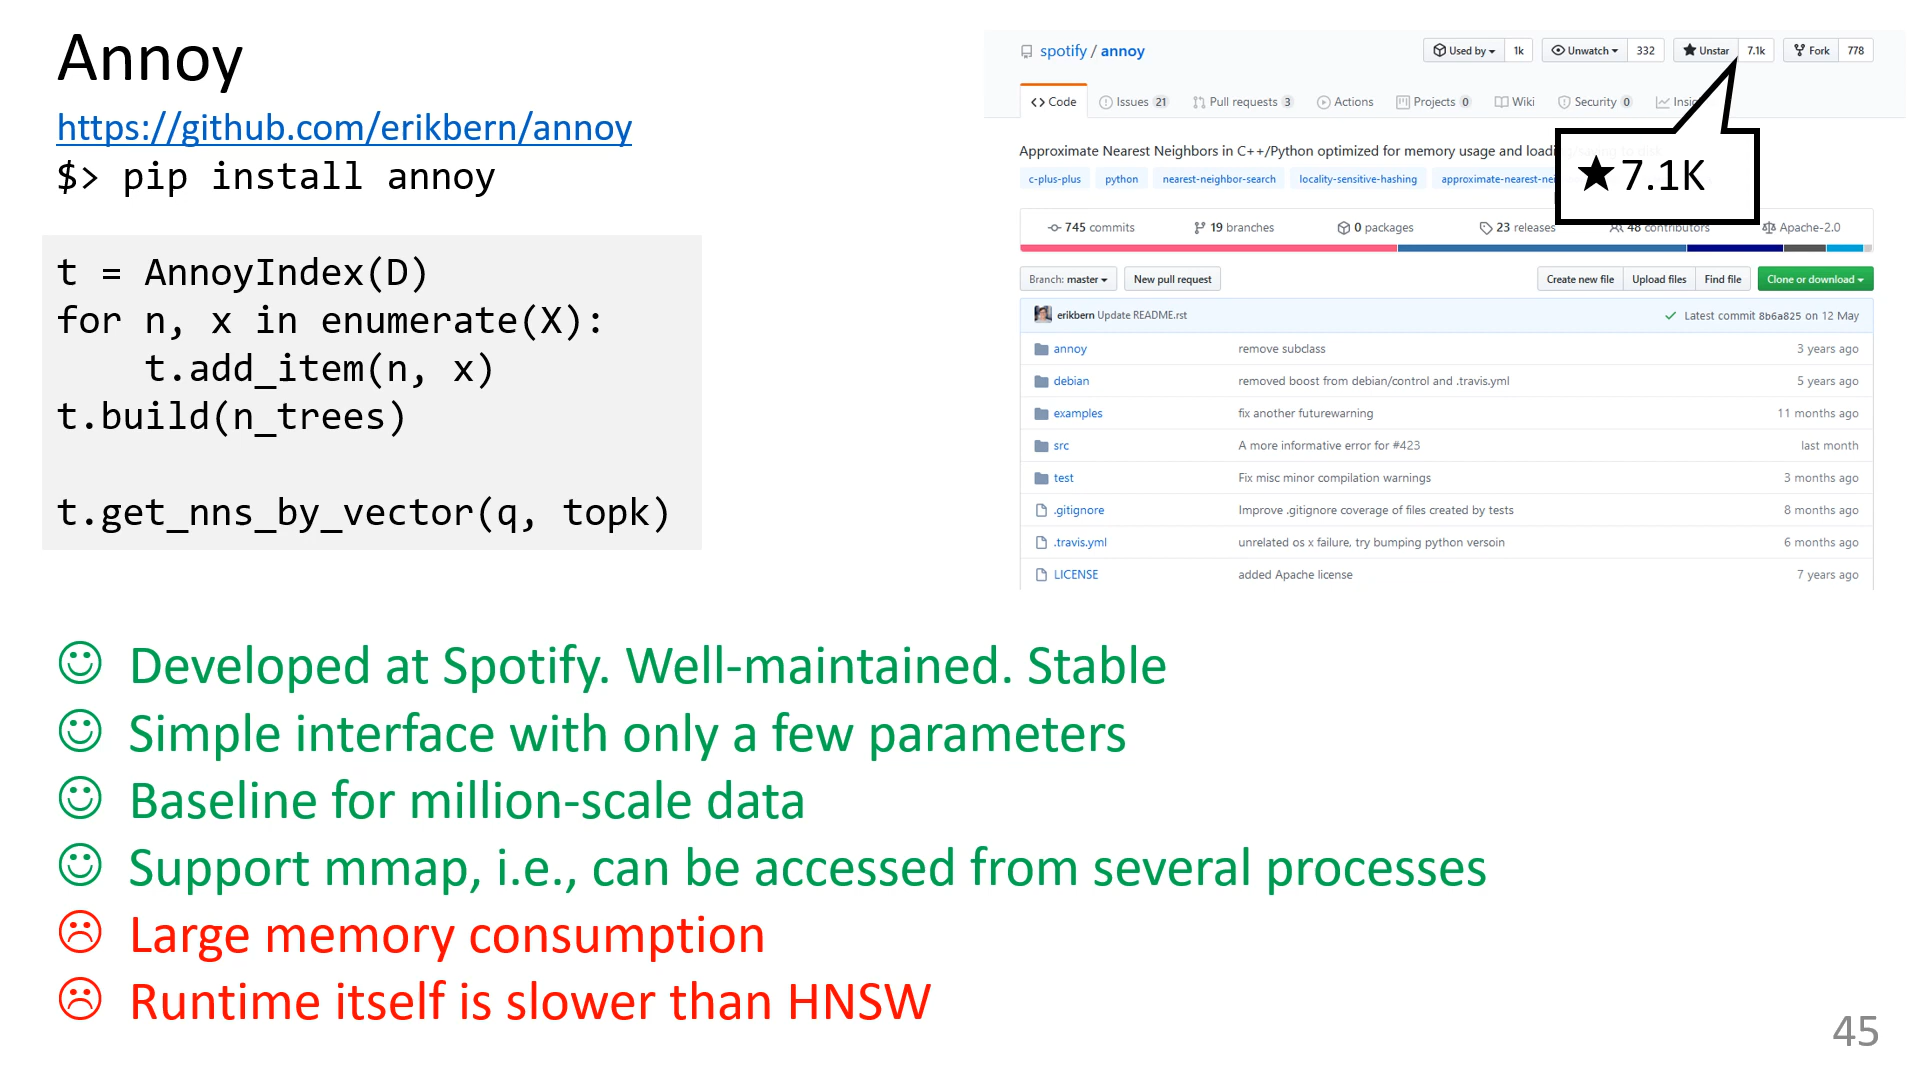 Annoy
https://github.com/erikbern/annoy
$> pip install annoy
t = AnnoyIndex(D)
for n, x in enumerate(X):
    t.add_item(n, x)
t.build(n_trees)
t.get_nns_by_vector(q, topk)
spotify / annoy
Used by 1k Unwatch 332 Unstar 7.1k Fork 778
Code Issues 21 Pull requests 3 Actions Projects 0 Wiki Security 0
★7.1K
Approximate Nearest Neighbors in C++/Python optimized for memory usage and
c-plus-plus python nearest-neighbor-search locality-sensitive-hashing
745 commits 19 branches 0 packages 23 releases 48 contributors Apache-2.0
Branch: master New pull request Create new file Upload files Find file Clone or download
erikbern Update README.rst Latest commit 8b6a825 on 12 May
annoy remove subclass 3 years ago
debian removed boost from debian/control and .travis.yml 5 years ago
examples fix another futurewarning 11 months ago
src A more informative error for #423 last month
test Fix misc minor compilation warnings 3 months ago
.gitignore Improve .gitignore coverage of files created by tests 8 months ago
.travis.yml unrelated os x failure, try bumping python versoin 6 months ago
LICENSE added Apache license 7 years ago
Developed at Spotify. Well-maintained. Stable
Simple interface with only a few parameters
Baseline for million-scale data
Support mmap, i.e., can be accessed from several processes
Large memory consumption
Runtime itself is slower than HNSW
45